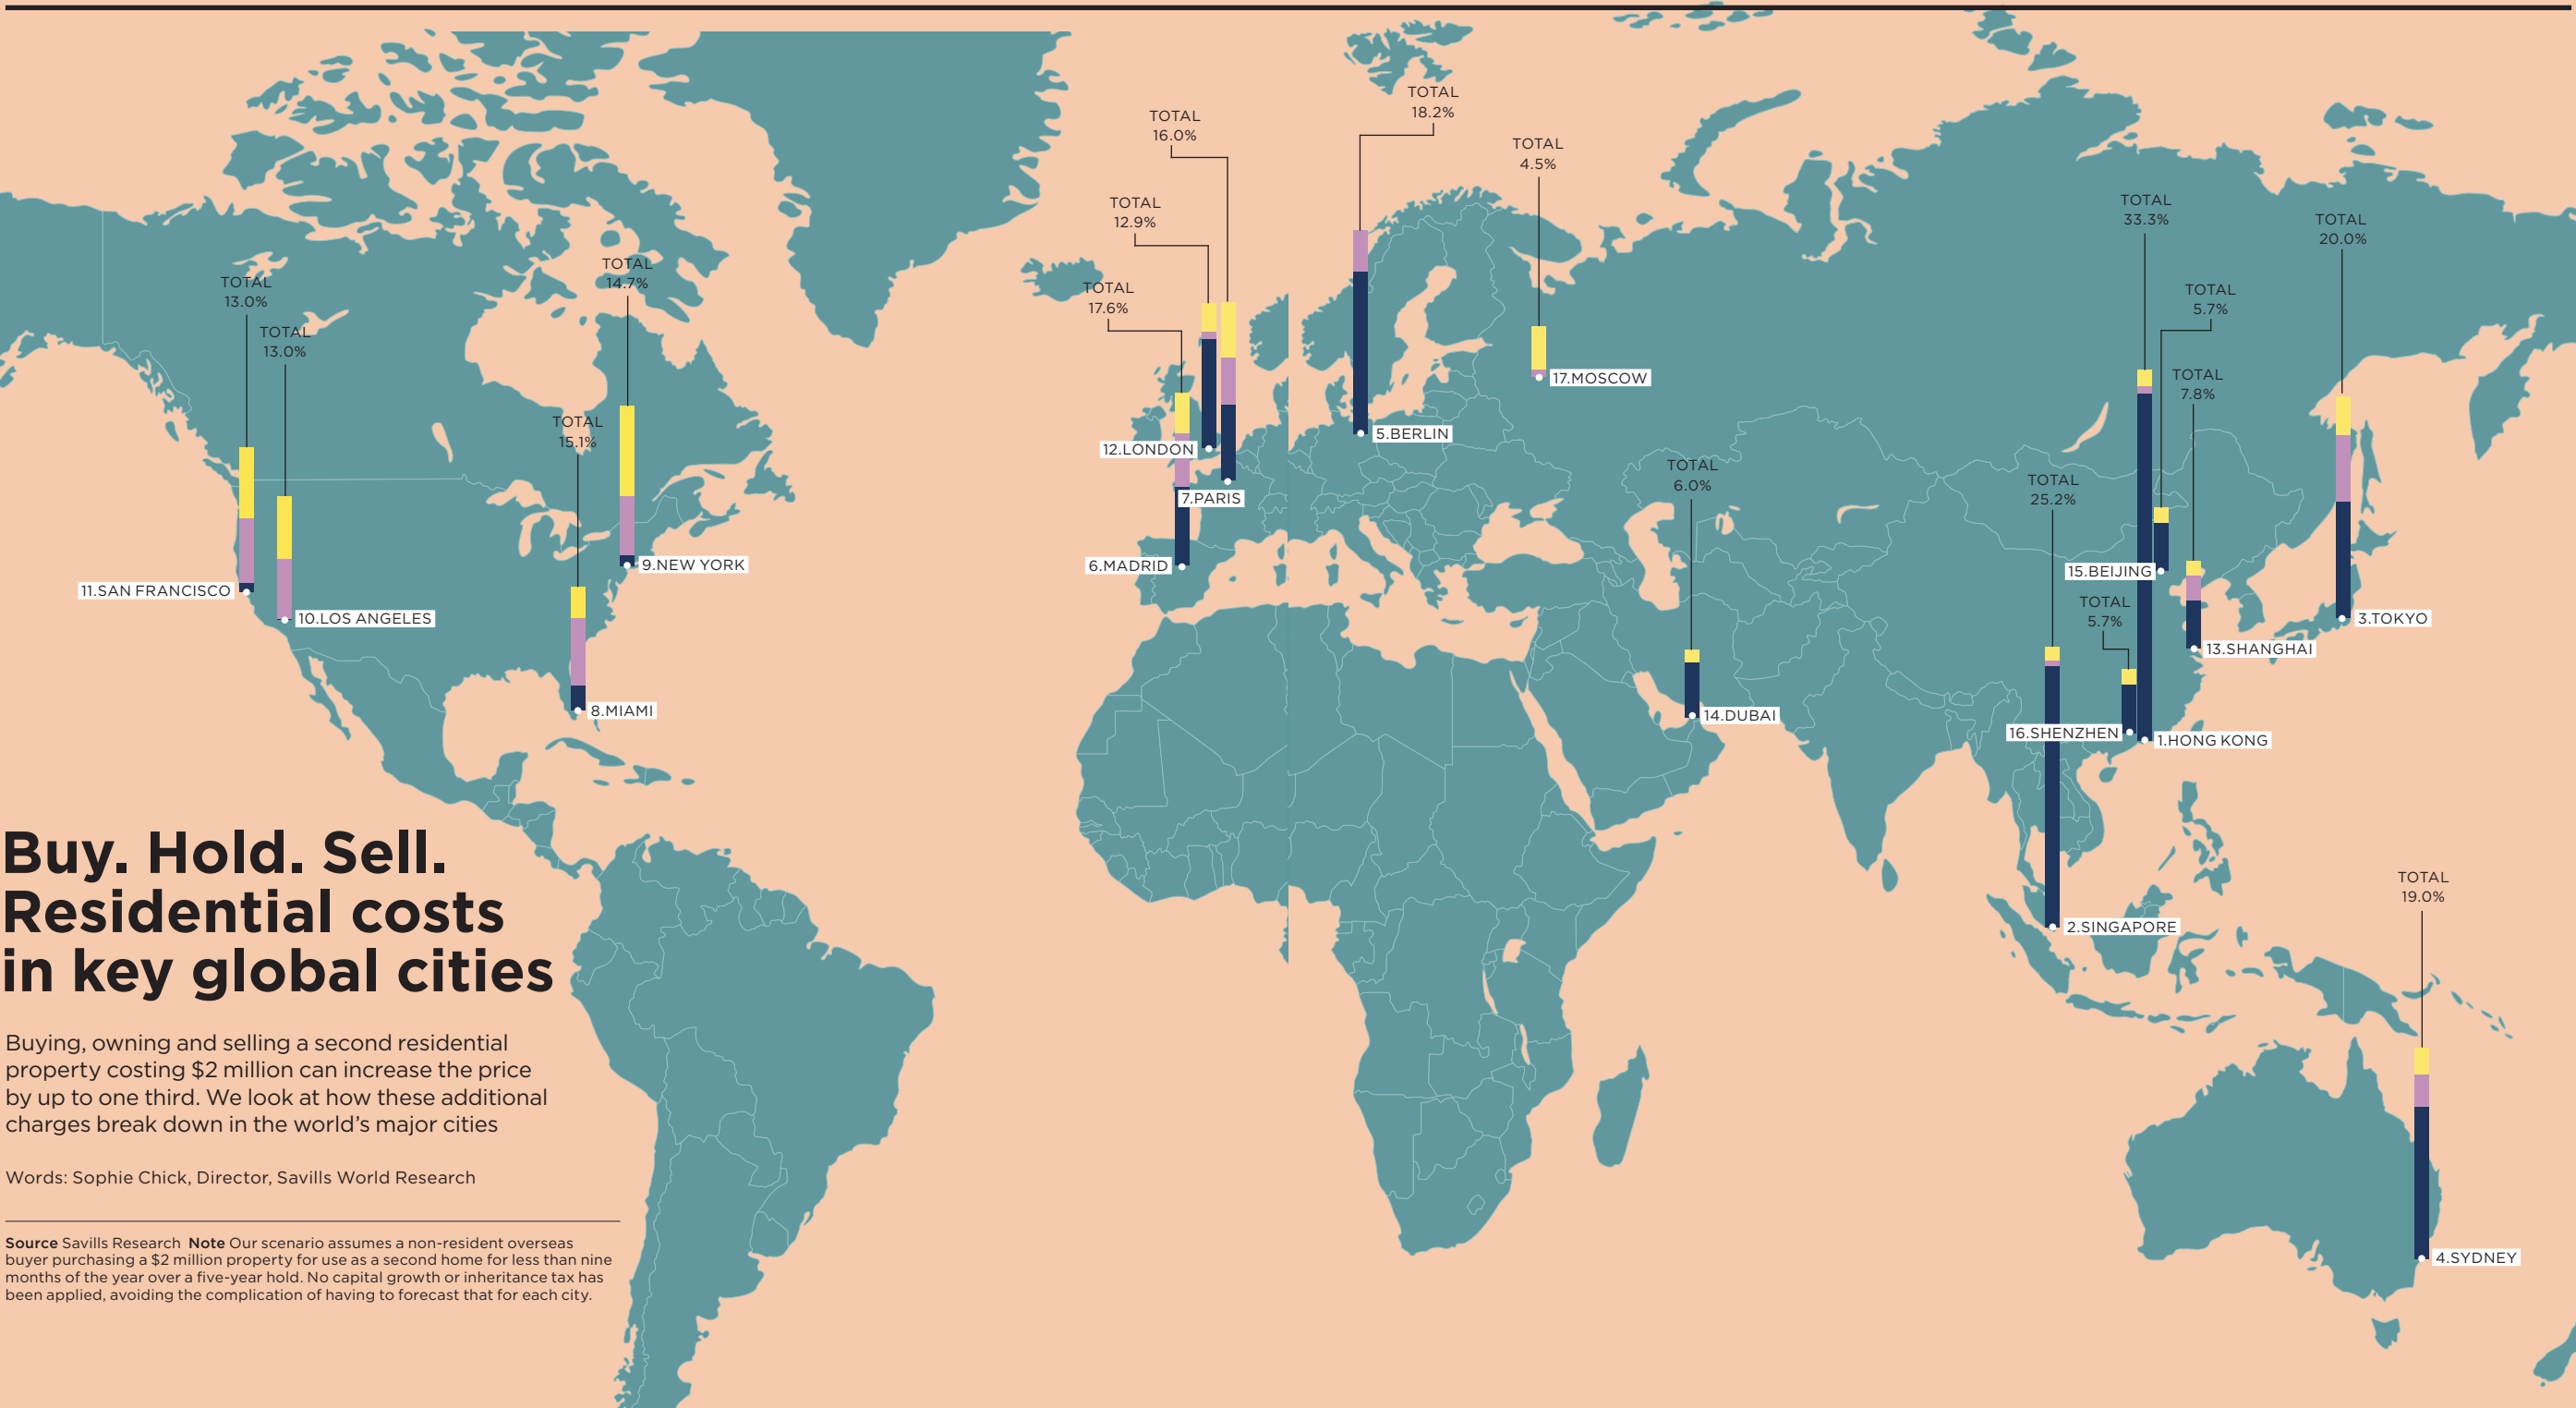 TOTAL
18.2%
TOTAL
16.0%
TOTAL
4.5%
TOTAL
12.9%
TOTAL
33.3%
TOTAL
20.0%
TOTAL
14.7%
TOTAL
13.0%
TOTAL
17.6%
TOTAL
5.7%
TOTAL
13.0%
17.MOSCOW
TOTAL
7.8%
TOTAL
15.1%
5.BERLIN
12.LONDON
TOTAL
6.0%
TOTAL
25.2%
7.PARIS
9.NEW YORK
6.MADRID
15.BEIJING
11.SAN FRANCISCO
TOTAL
5.7%
10.LOS ANGELES
3.TOKYO
13.SHANGHAI
8.MIAMI
14.DUBAI
16.SHENZHEN
1.HONG KONG
Buy. Hold. Sell.
Residential costs
in key global cities
TOTAL
19.0%
2.SINGAPORE
Buying, owning and selling a second residential
property costing $2 million can increase the price
by up to one third. We look at how these additional
charges break down in the world’s major cities
Words: Sophie Chick, Director, Savills World Research
Source Savills Research Note Our scenario assumes a non-resident overseas
buyer purchasing a $2 million property for use as a second home for less than nine
months of the year over a five-year hold. No capital growth or inheritance tax has
been applied, avoiding the complication of having to forecast that for each city.
4.SYDNEY